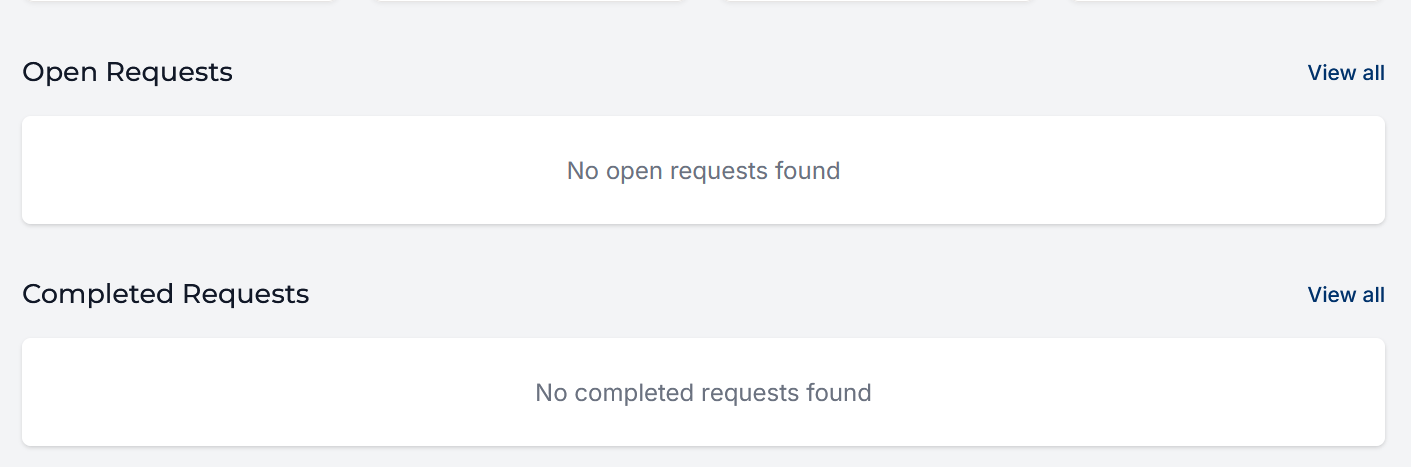 Open Requests
View all
No open requests found
Completed Requests
View all
No completed requests found